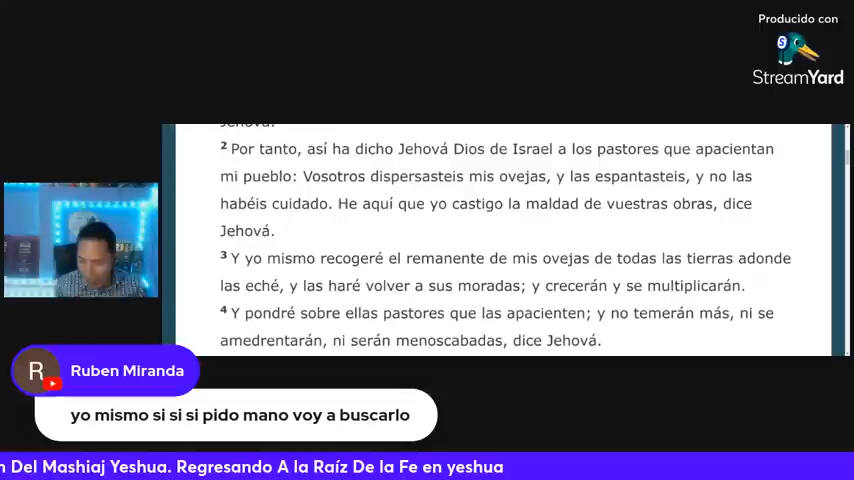 Producido con
StreamYard
Jehová.
2 Por tanto, así ha dicho Jehová Dios de Israel a los pastores que apacientan
mi pueblo: Vosotros dispersasteis mis ovejas, y las espantasteis, y no las
habéis cuidado. He aquí que yo castigo la maldad de vuestras obras, dice
Jehová.
3 Y yo mismo recogeré el remanente de mis ovejas de todas las tierras adonde
las eché, y las haré volver a sus moradas; y crecerán y se multiplicarán.
4 Y pondré sobre ellas pastores que las apacienten; y no temerán más, ni se
amedrentarán, ni serán menoscabadas, dice Jehová.
R
Ruben Miranda
yo mismo si si si pido mano voy a buscarlo
n Del Mashiaj Yeshua. Regresando A la Raíz De la Fe en yeshua